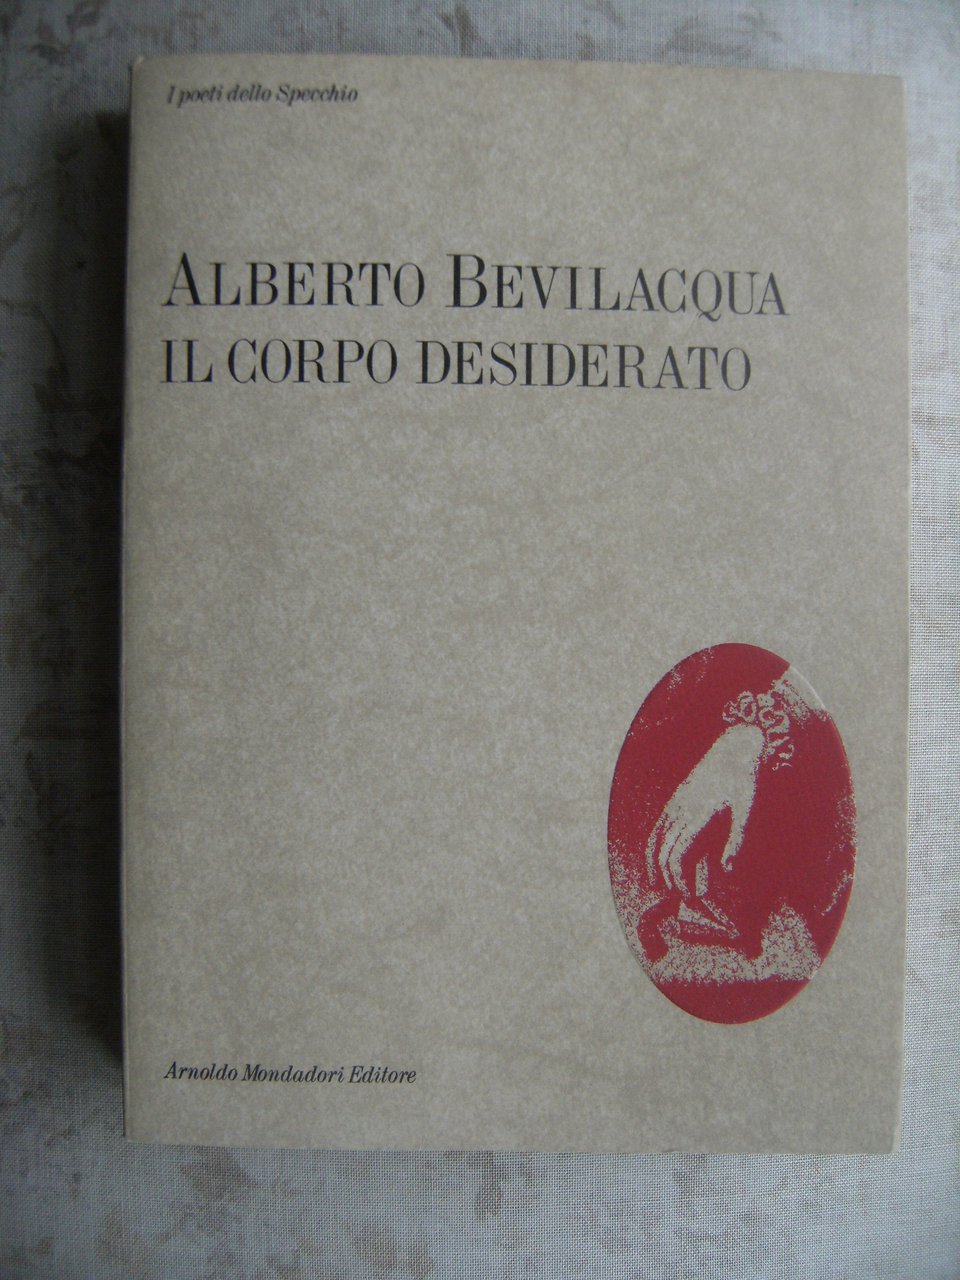 I poeti dello Specchio
ALBERTO BEVILACQUA
IL CORPO DESIDERATO
Arnoldo Mondadori Editore